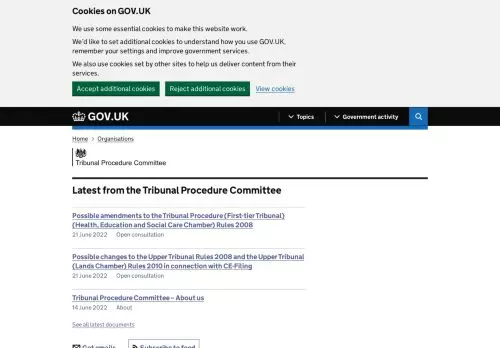 Cookies on GOV.UK
We use some essential cookies to make this website work.
We'd like to set additional cookies to understand how you use GOV.UK,
remember your settings and improve government services.
We also use cookies set by other sites to help us deliver content from their
services.
Accept additional cookies Reject additional cookies View cookies
GOV.UK Topics Government activity
Home Organisations
Tribunal Procedure Committee
Latest from the Tribunal Procedure Committee
Possible amendments to the Tribunal Procedure (First-tier Tribunal)
(Health, Education and Social Care Chamber) Rules 2008
21 June 2022 Open consultation
Possible changes to the Upper Tribunal Rules 2008 and the Upper Tribunal
(Lands Chamber) Rules 2010 in connection with CE-Filing
21 June 2022 Open consultation
Tribunal Procedure Committee – About us
14 June 2022 About
See all latest documents
Get emails Subscribe to feed